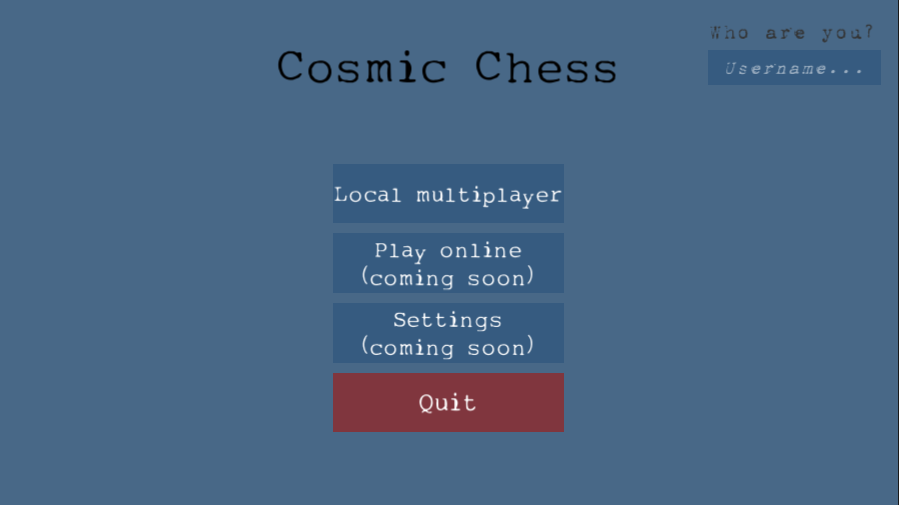 Who are you?
Cosmic Chess
Username...
Local multiplayer
Play online
(coming soon)
Settings
(coming soon)
Quit